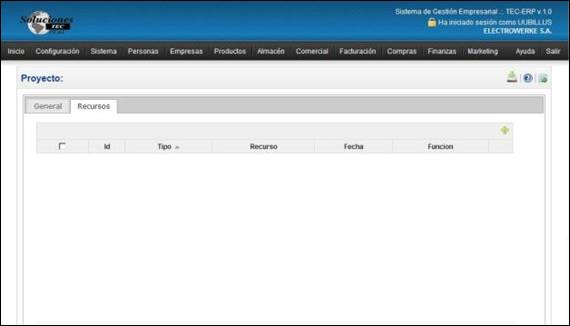 Soluciones
TEC
PERU
Sistema de Gestión Empresarial .:. TEC-ERP v.1.0
Ha iniciado sesión como UUBILLUS
ELECTROWERKE S.A.
Inicio Configuración Sistema Personas Empresas Productos Almacén Comercial Facturación Compras Finanzas Marketing Ayuda Salir
Proyecto:
General Recursos
Id Tipo Recurso Fecha Funcion